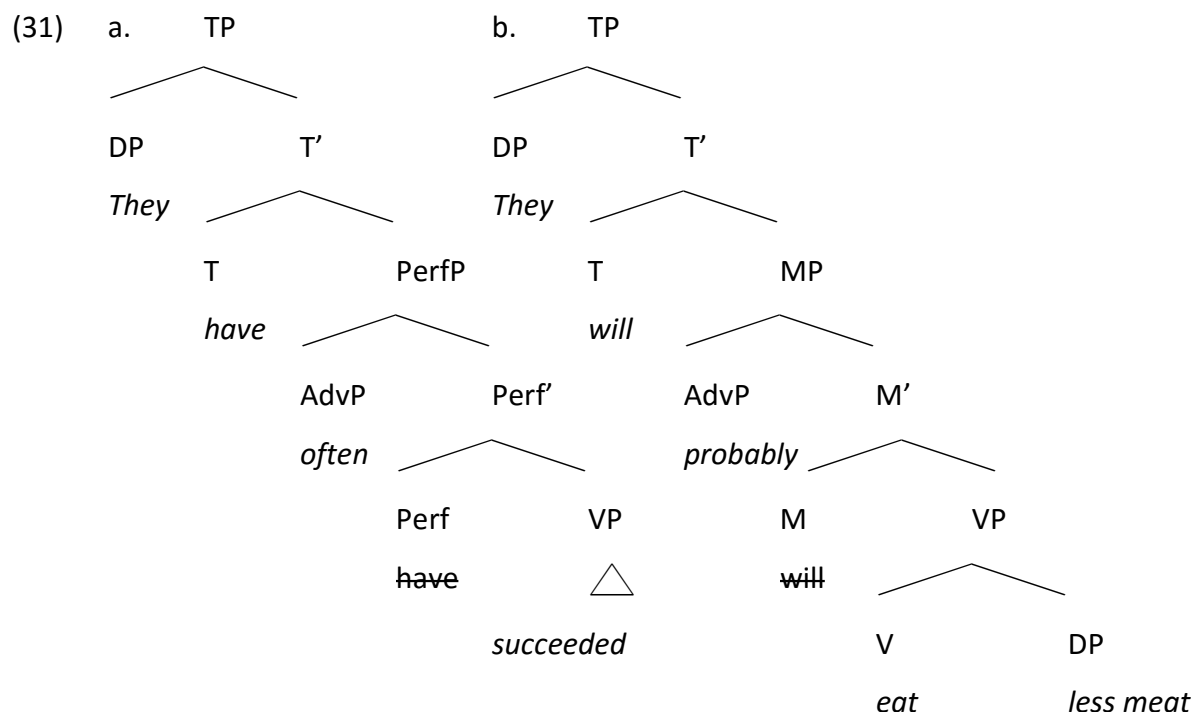 (31) a. TP b. TP
DP T’ DP T’
They They
T PerfP T MP
have will
AdvP Perf’ AdvP M’
often probably
Perf VP M VP
have will
succeeded V DP
eat less meat